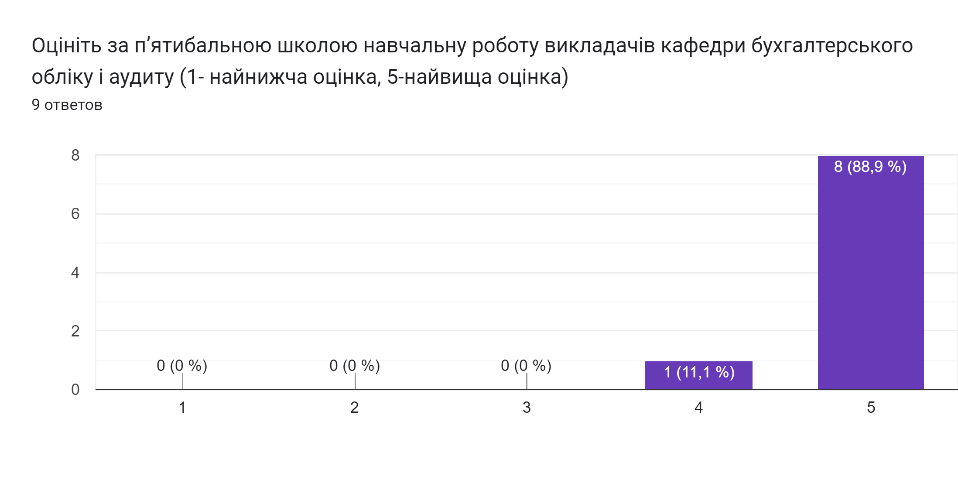 Оцініть за п’ятибальною школою навчальну роботу викладачів кафедри бухгалтерського
обліку і аудиту (1- найнижча оцінка, 5-найвища оцінка)
9 ответов
8
6
4
2
0
0 (0 %)
0 (0 %)
0 (0 %)
1 (11,1 %)
8 (88,9 %)
1
2
3
4
5